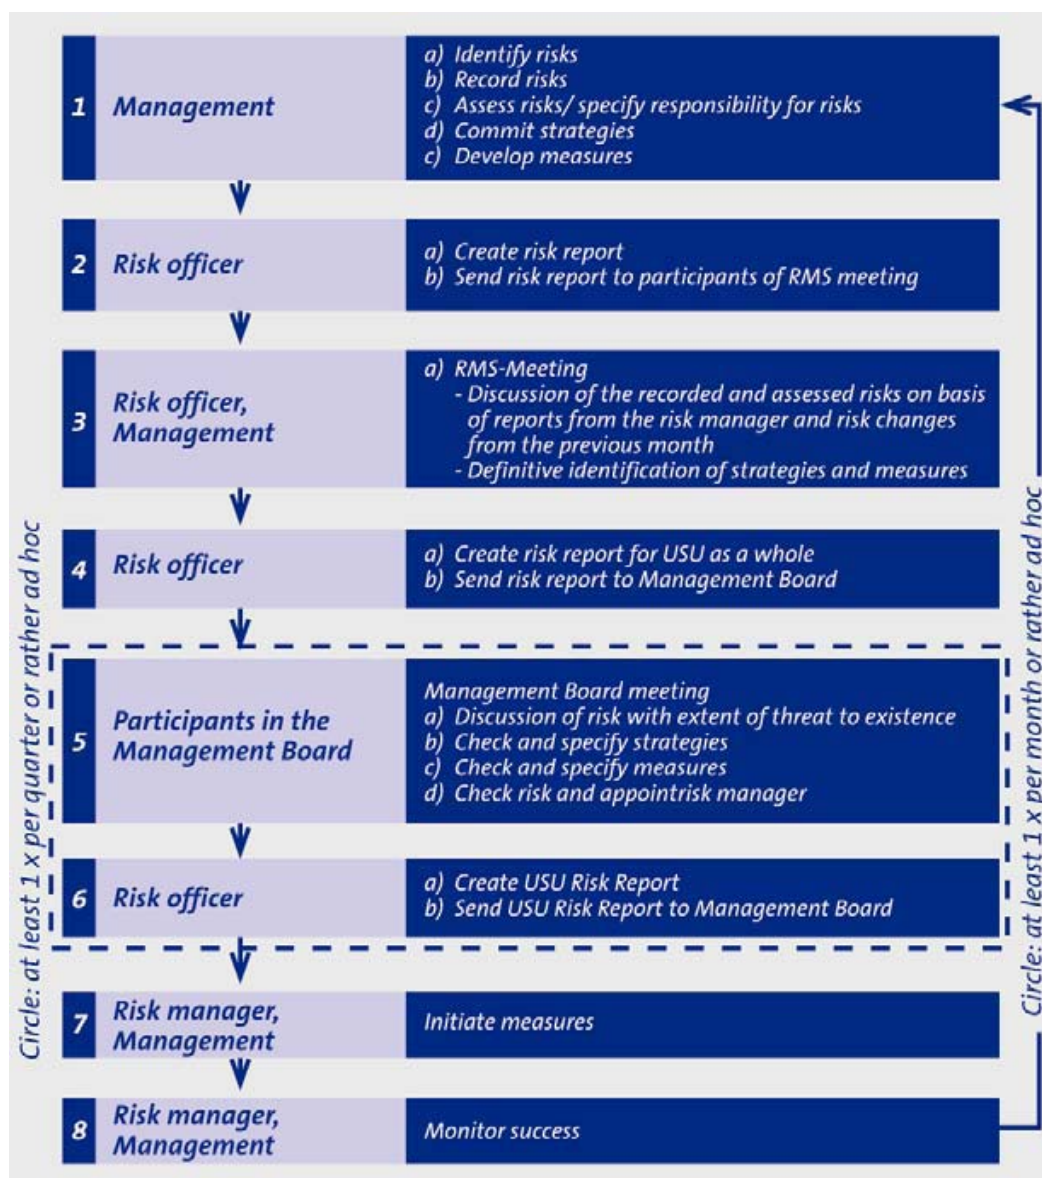 1 Management
a) Identify risks
b) Record risks
c) Assess risks/ specify responsibility for risks
d) Commit strategies
c) Develop measures
2 Risk officer
a) Create risk report
b) Send risk report to participants of RMS meeting
3 Risk officer,
Management
a) RMS-Meeting
- Discussion of the recorded and assessed risks on basis
of reports from the risk manager and risk changes
from the previous month
- Definitive identification of strategies and measures
4 Risk officer
a) Create risk report for USU as a whole
b) Send risk report to Management Board
5 Participants in the
Management Board
Management Board meeting
a) Discussion of risk with extent of threat to existence
b) Check and specify strategies
c) Check and specify measures
d) Check risk and appointrisk manager
6 Risk officer
a) Create USU Risk Report
b) Send USU Risk Report to Management Board
7 Risk manager,
Management
Initiate measures
8 Risk manager,
Management
Monitor success
Circle: at least 1 x per quarter or rather ad hoc
Circle: at least 1 x per month or rather ad hoc